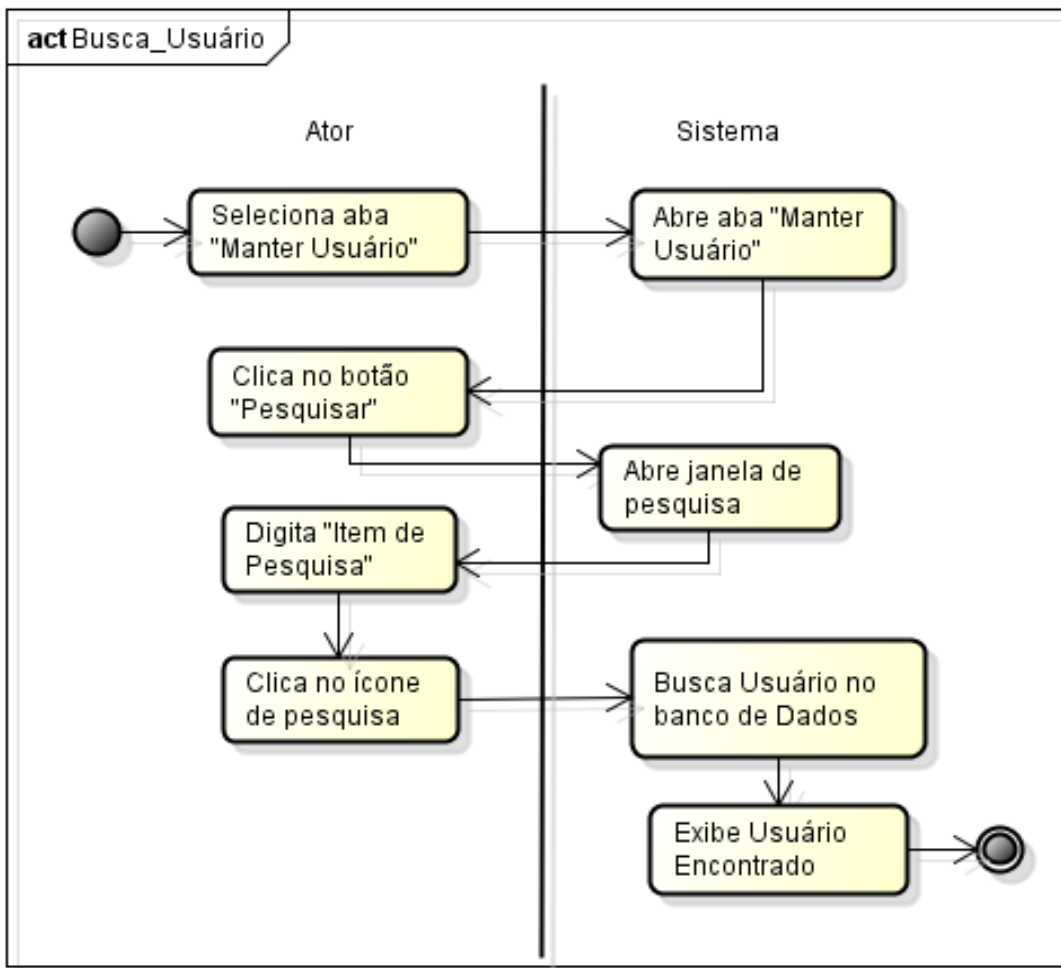 act Busca_Usuário
Ator
Sistema
Seleciona aba
"Manter Usuário"
Abre aba "Manter
Usuário"
Clica no botão
"Pesquisar"
Abre janela de
pesquisa
Digita "Item de
Pesquisa"
Clica no ícone
de pesquisa
Busca Usuário no
banco de Dados
Exibe Usuário
Encontrado